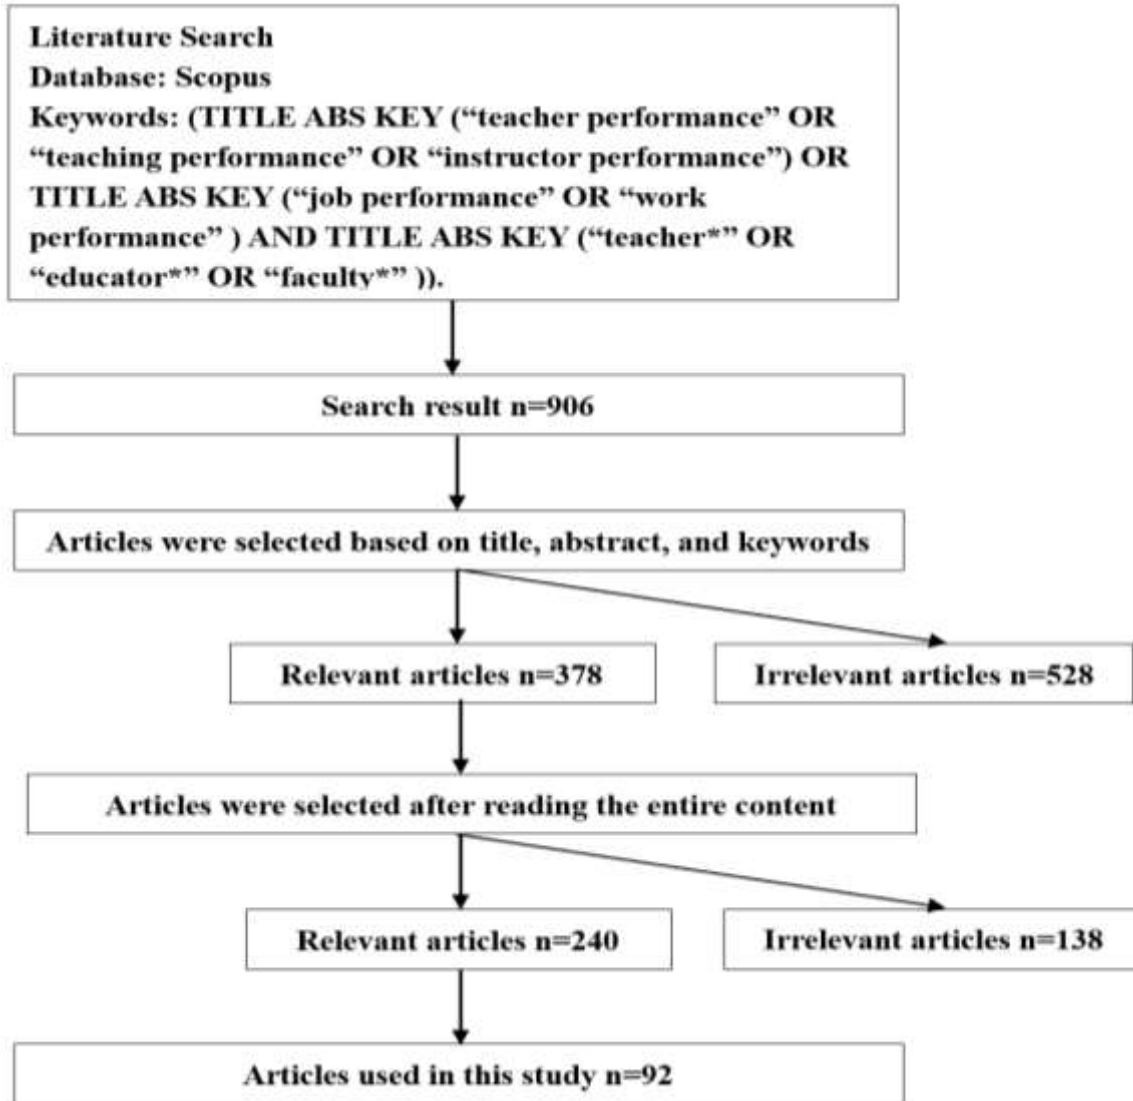 Literature Search
Database: Scopus
Keywords: (TITLE ABS KEY (“teacher performance” OR
“teaching performance” OR “instructor performance”) OR
TITLE ABS KEY (“job performance” OR “work
performance” ) AND TITLE ABS KEY (“teacher*” OR
“educator*” OR “faculty*” )).
Search result n=906
Articles were selected based on title, abstract, and keywords
Relevant articles n=378
Irrelevant articles n=528
Articles were selected after reading the entire content
Relevant articles n=240
Irrelevant articles n=138
Articles used in this study n=92